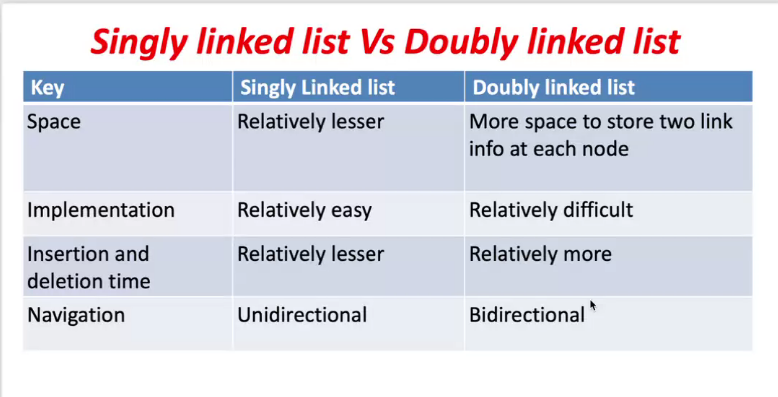 Singly linked list Vs Doubly linked list
Key Singly Linked list Doubly linked list
Space Relatively lesser More space to store two link
info at each node
Implementation Relatively easy Relatively difficult
Insertion and Relatively lesser Relatively more
deletion time
Navigation Unidirectional Bidirectional